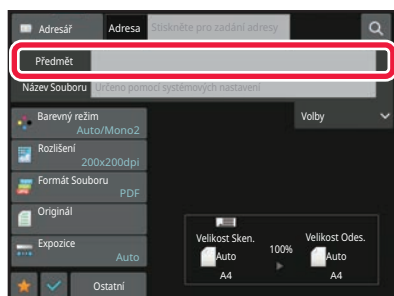 Adresář Adresa Stiskněte pro zadání adresy
Předmět
Název Souboru Určeno pomocí systémových nastavení
Barevný režim Volby
Auto/Mono2
Rozlišení
200x200dpi
Formát Souboru
PDF
Originál
Expozice
Auto
Velikost Sken. 100% Velikost Odes.
Auto Auto
A4 A4
Ostatní